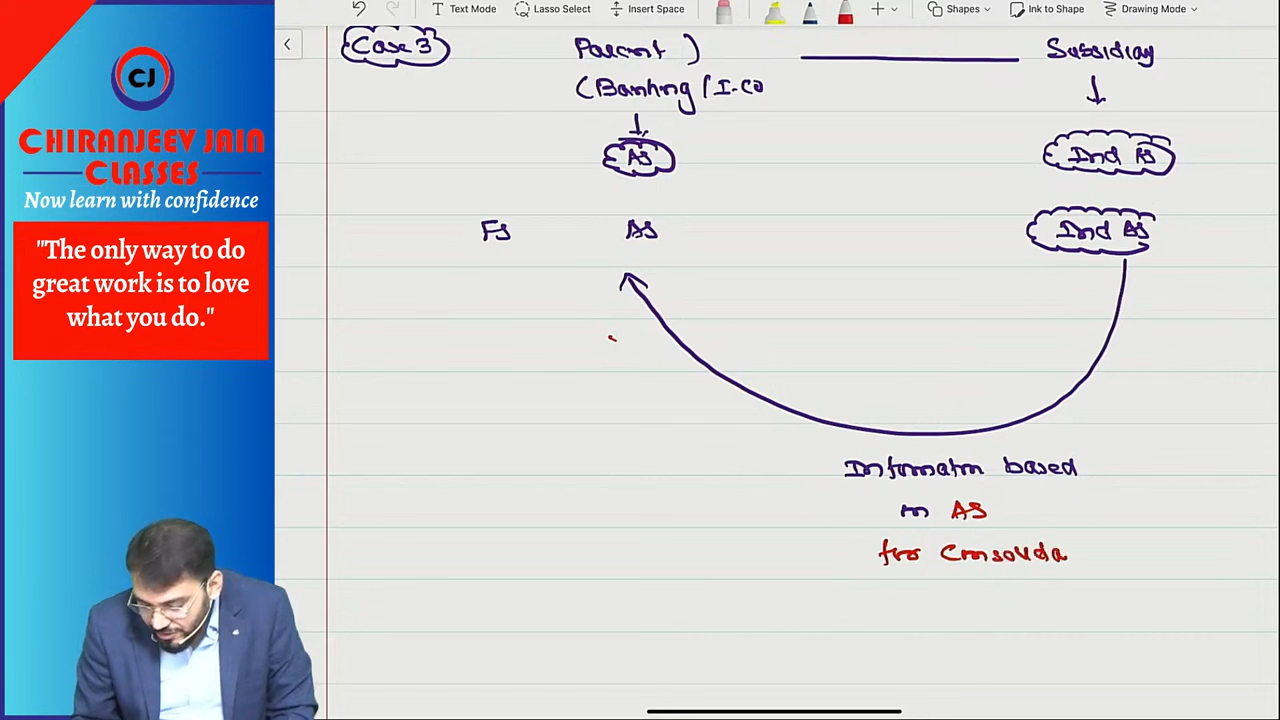 Text Mode Lasso Select Insert Space Shapes Ink to Shape Drawing Mode
CJ
CHIRANJEEV JAIN
CLASSES
Now learn with confidence
"The only way to do
great work is to love
what you do."
Case 3 Parent ) Subsidiary
(Banking / I.Co
AS Ind AS
FS AS Ind AS
Information based
on AS
for Consolida